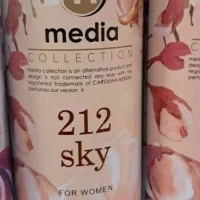 media
COLLECTION
media collection is an alternative product and
design is not connected any way with the
registered trademark of CAROLINA HERRERA
perfumes our version is
212
sky
FOR WOMEN